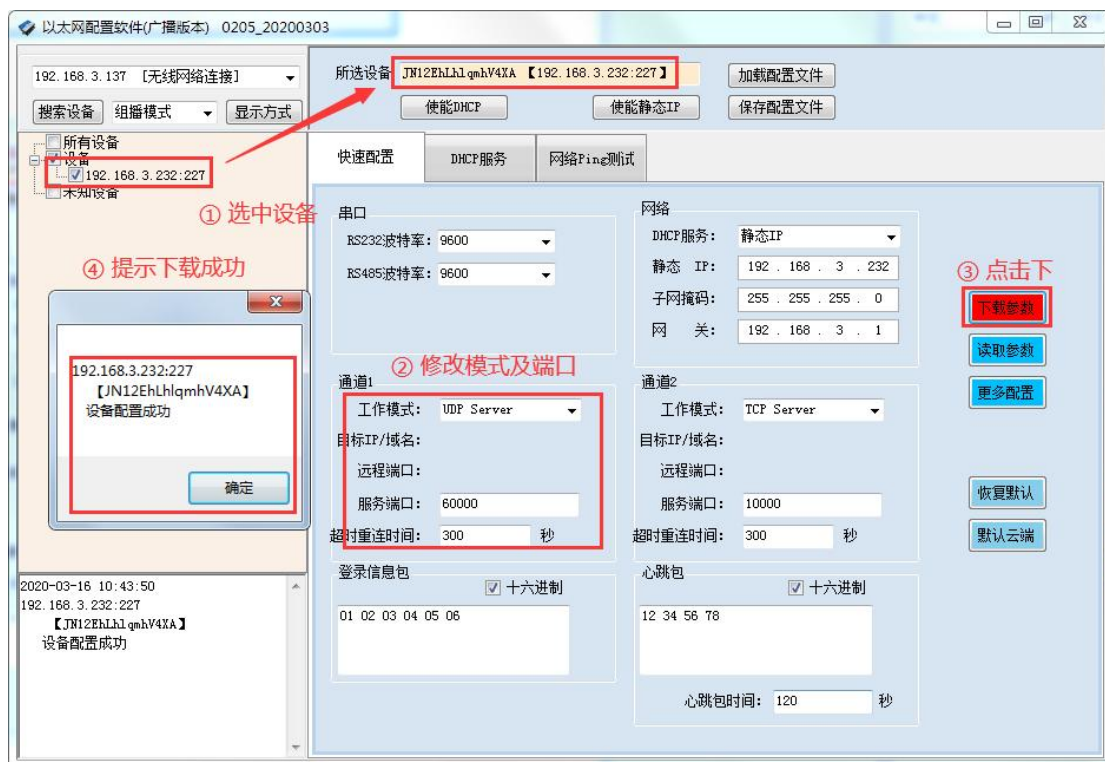 以太网配置软件(广播版本) 0205_20200303
192.168.3.137 [无线网络连接]
搜索设备 组播模式 显示方式
所有设备
设备
192.168.3.232:227
未知设备
① 选中设备
④ 提示下载成功
192.168.3.232:227
【JN12EhLhlqmhV4XA】
设备配置成功
确定
2020-03-16 10:43:50
192.168.3.232:227
【JN12EhLhlqmhV4XA】
设备配置成功
所选设备 JN12EhLhlqmhV4XA 【192.168.3.232:227】 加载配置文件
使能DHCP 使能静态IP 保存配置文件
快速配置 DHCP服务 网络Ping测试
串口
RS232波特率: 9600
RS485波特率: 9600
网络
DHCP服务: 静态IP
静态 IP: 192 . 168 . 3 . 232
子网掩码: 255 . 255 . 255 . 0
网 关: 192 . 168 . 3 . 1
③ 点击下
下载参数
读取参数
更多配置
恢复默认
默认云端
② 修改模式及端口
通道1
工作模式: UDP Server
目标IP/域名:
远程端口:
服务端口: 60000
超时重连时间: 300 秒
通道2
工作模式: TCP Server
目标IP/域名:
远程端口:
服务端口: 10000
超时重连时间: 300 秒
登录信息包
十六进制
01 02 03 04 05 06
心跳包
十六进制
12 34 56 78
心跳包时间: 120 秒